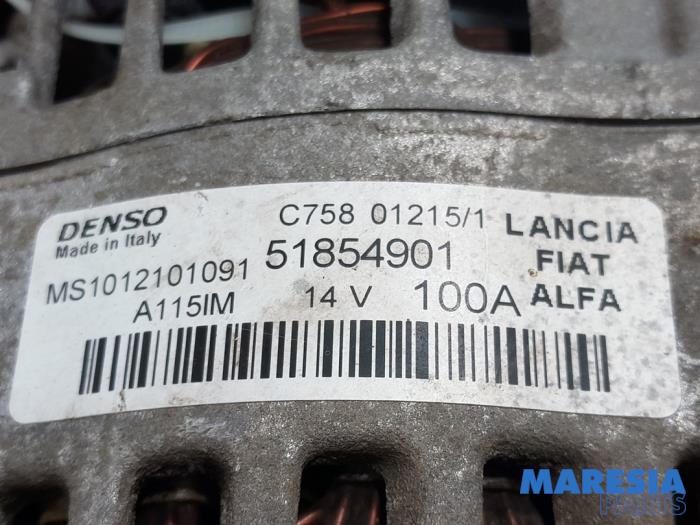 DENSO
Made in Italy
C758 01215/1
51854901
MS1012101091
A115IM
14 V
100A
LANCIA
FIAT
ALFA
MARESIA
PARTS